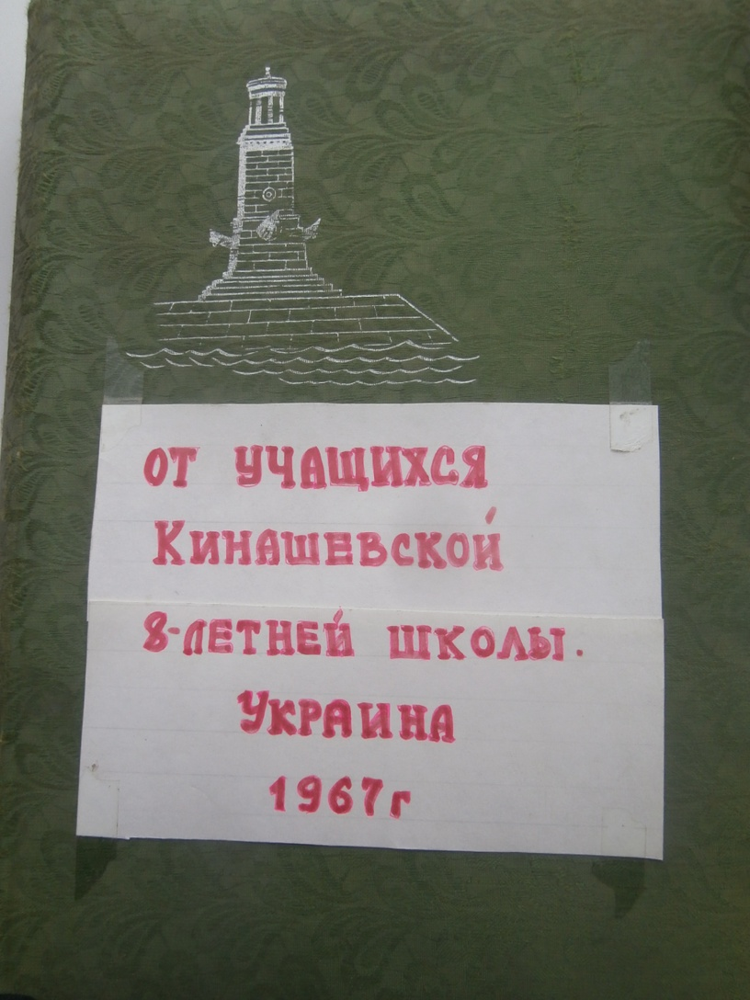 ОТ УЧАЩИХСЯ
КИНАШЕВСКОЙ
8-ЛЕТНЕЙ ШКОЛЫ.
УКРАИНА
1967г